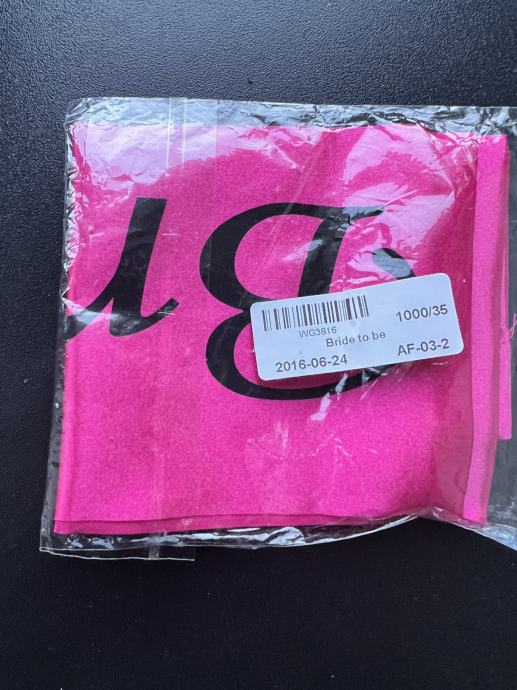 Br
WG3816
1000/35
Bride to be
2016-06-24
AF-03-2